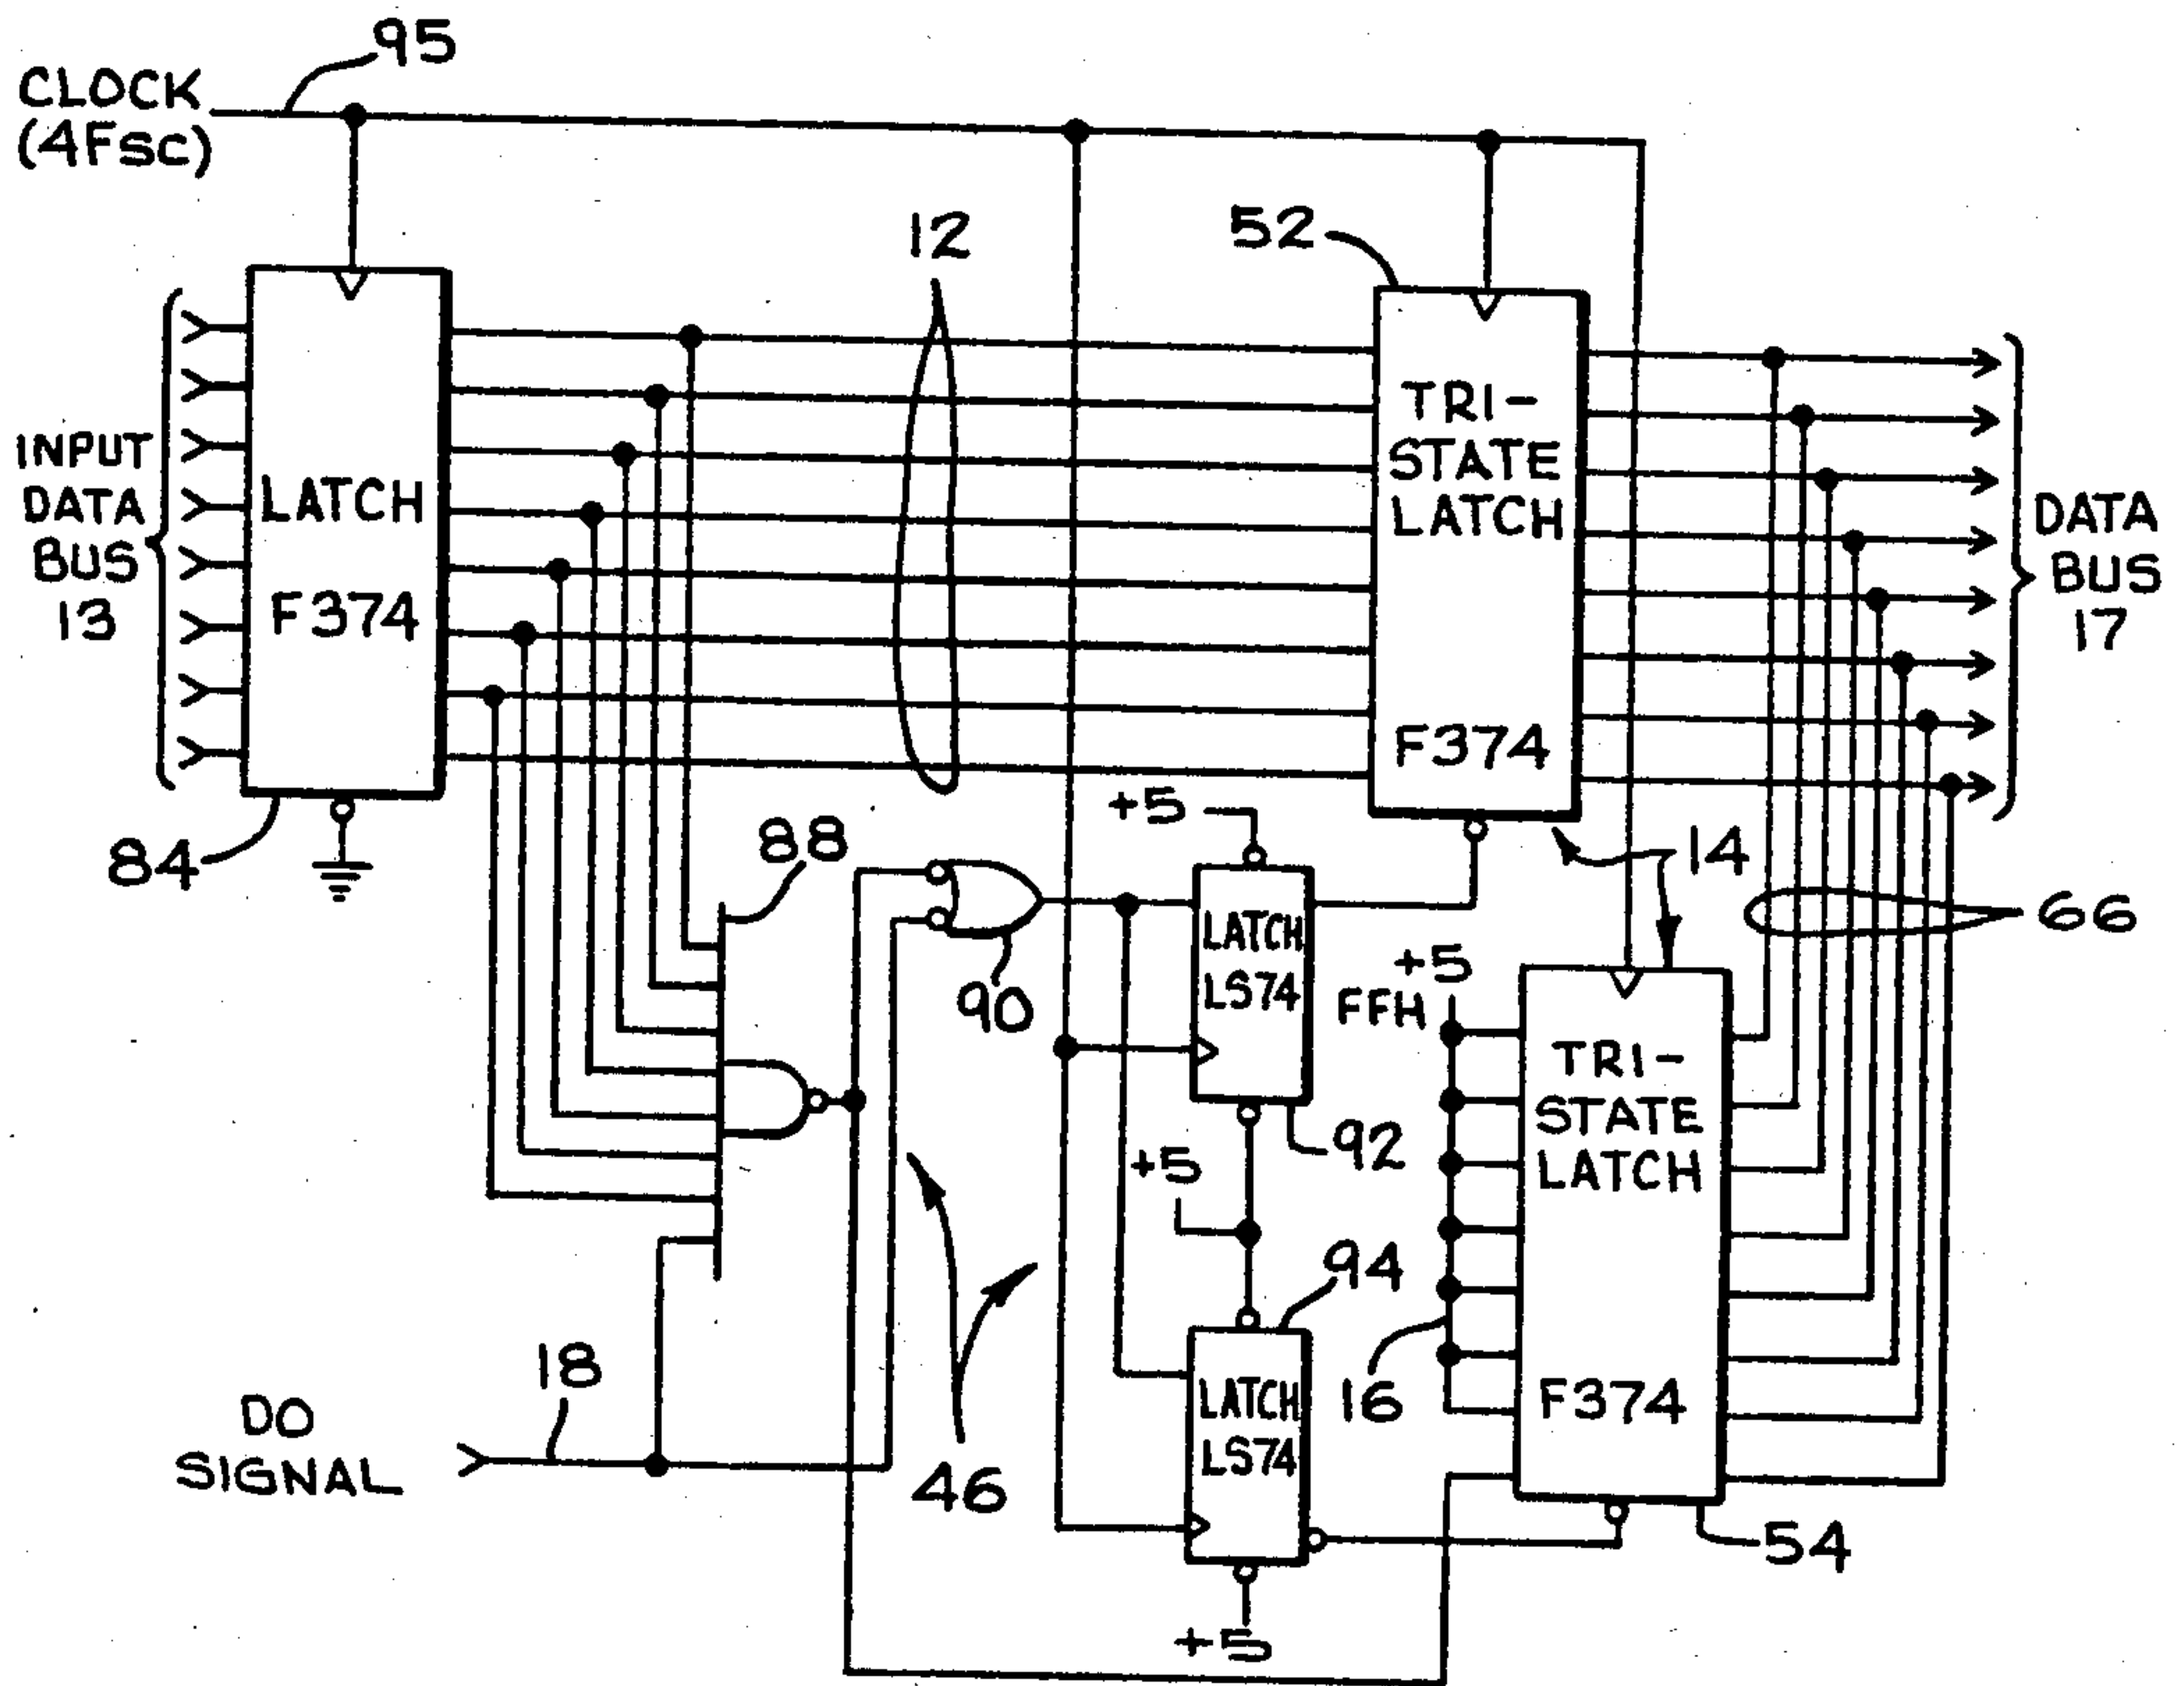 95
CLOCK
(4FSC)
12
52
INPUT
DATA
BUS
13
LATCH
F374
TRI-
STATE
LATCH
F374
DATA
BUS
17
84
88
+5
14
66
90
LATCH
LS74
+5
FFH
92
+5
TRI-
STATE
LATCH
F374
94
16
LATCH
LS74
18
DO
SIGNAL
46
54
+5